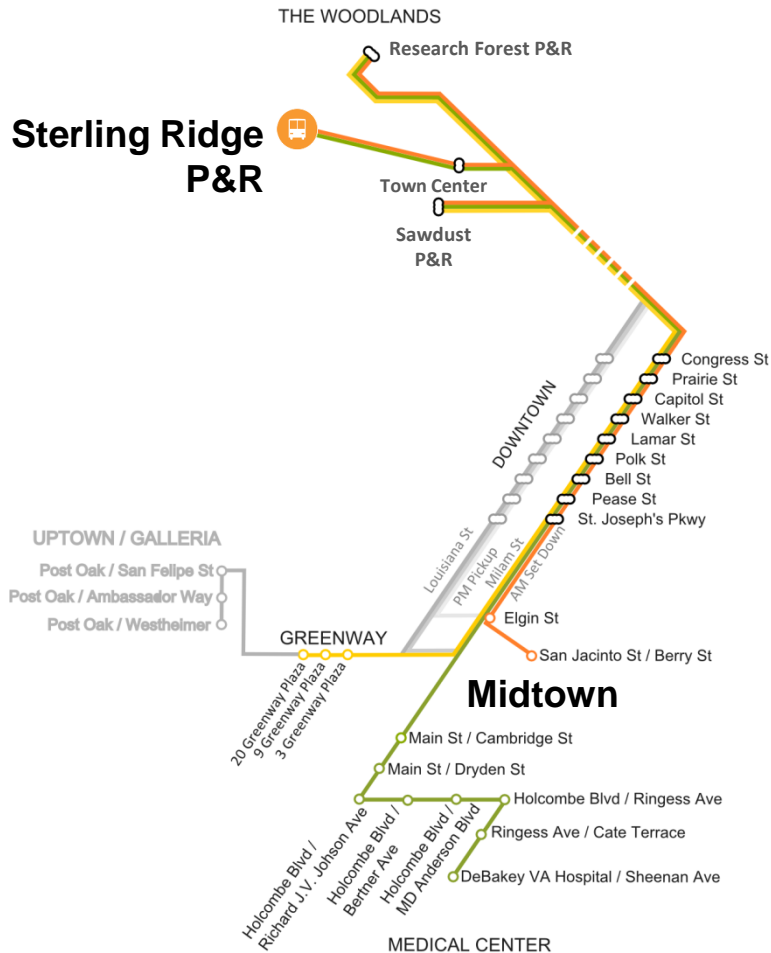 THE WOODLANDS
Research Forest P&R
Sterling Ridge
P&R
Town Center
Sawdust
P&R
Congress St
Prairie St
Capitol St
Walker St
Lamar St
Polk St
Bell St
Pease St
St. Joseph's Pkwy
DOWNTOWN
Louisiana St
PM Pickup
Milam St
AM Set Down
UPTOWN / GALLERIA
Post Oak / San Felipe St
Post Oak / Ambassador Way
Post Oak / Westheimer
GREENWAY
20 Greenway Plaza
9 Greenway Plaza
3 Greenway Plaza
Elgin St
San Jacinto St / Berry St
Midtown
Main St / Cambridge St
Main St / Dryden St
Holcombe Blvd /
Richard J.V. Johson Ave
Holcombe Blvd /
Bertner Ave
Holcombe Blvd /
MD Anderson Blvd
Holcombe Blvd / Ringess Ave
Ringess Ave / Cate Terrace
DeBakey VA Hospital / Sheenan Ave
MEDICAL CENTER